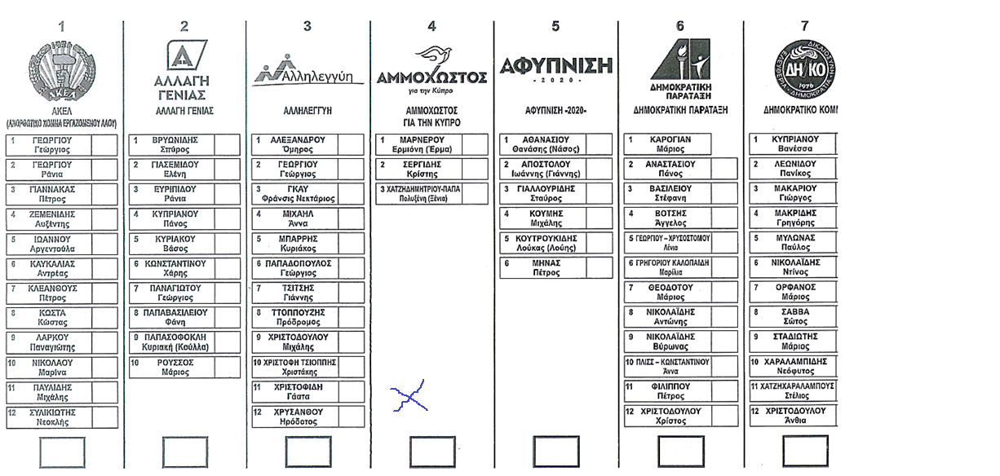 1
1926
ΑΚΕΛ
ΑΚΕΛ
(ΑΝΟΡΘΩΤΙΚΟ ΚΟΜΜΑ ΕΡΓΑΖΟΜΕΝΟΥ ΛΑΟΥ)
1 ΓΕΩΡΓΙΟΥ
Γεώργιος
2 ΓΕΩΡΓΙΟΥ
Ράνια
3 ΓΙΑΝΝΑΚΑΣ
Πέτρος
4 ΖΕΜΕΝΙΔΗΣ
Αυξέντης
5 ΙΩΑΝΝΟΥ
Αργεντούλα
6 ΚΑΥΚΑΛΙΑΣ
Αντρέας
7 ΚΛΕΑΝΘΟΥΣ
Πέτρος
8 ΚΩΣΤΑ
Κώστας
9 ΛΑΡΚΟΥ
Παναγιώτης
10 ΝΙΚΟΛΑΟΥ
Μαρίνα
11 ΠΑΥΛΙΔΗΣ
Μιχάλης
12 ΣΥΛΙΚΙΩΤΗΣ
Νεοκλής
2
Α
ΑΛΛΑΓΗ
ΓΕΝΙΑΣ
ΑΛΛΑΓΗ ΓΕΝΙΑΣ
1 ΒΡΥΩΝΙΔΗΣ
Σπύρος
2 ΓΙΑΣΕΜΙΔΟΥ
Ελένη
3 ΕΥΡΙΠΙΔΟΥ
Ράνια
4 ΚΥΠΡΙΑΝΟΥ
Πάνος
5 ΚΥΡΙΑΚΟΥ
Βάσος
6 ΚΩΝΣΤΑΝΤΙΝΟΥ
Χάρης
7 ΠΑΝΑΓΙΩΤΟΥ
Γεώργιος
8 ΠΑΠΑΒΑΣΙΛΕΙΟΥ
Φάνη
9 ΠΑΠΑΣΟΦΟΚΛΗ
Κυριακή (Κούλλα)
10 ΡΟΥΣΣΟΣ
Μάριος
3
Αλληλεγγύη
ΑΛΛΗΛΕΓΓΥΗ
1 ΑΛΕΞΑΝΔΡΟΥ
Όμηρος
2 ΓΕΩΡΓΙΟΥ
Γεώργιος
3 ΓΚΑΥ
Φράνσις Νεκτάριος
4 ΜΙΧΑΗΛ
Άννα
5 ΜΠΑΡΡΗΣ
Κυριάκος
6 ΠΑΠΑΔΟΠΟΥΛΟΣ
Γεώργιος
7 ΤΣΙΤΣΗΣ
Γιάννης
8 ΤΤΟΠΠΟΥΖΗΣ
Πρόδρομος
9 ΧΡΙΣΤΟΔΟΥΛΟΥ
Μιχάλης
10 ΧΡΙΣΤΟΦΗ ΤΣΙΟΠΠΗΣ
Χριστάκης
11 ΧΡΙΣΤΟΦΙΔΗ
Γάατα
12 ΧΡΥΣΑΝΘΟΥ
Ηρόδοτος
4
ΑΜΜΟΧΩΣΤΟΣ
για την Κύπρο
ΑΜΜΟΧΩΣΤΟΣ
ΓΙΑ ΤΗΝ ΚΥΠΡΟ
1 ΜΑΡΝΕΡΟΥ
Ερμιόνη (Έρμα)
2 ΣΕΡΓΙΔΗΣ
Κρίστης
3 ΧΑΤΖΗΔΗΜΗΤΡΙΟΥ-ΠΑΠΑ
Πολυξένη (Ξένια)
5
ΑΦΥΠΝΙΣΗ
- 2020 -
ΑΦΥΠΝΙΣΗ -2020-
1 ΑΘΑΝΑΣΙΟΥ
Θανάσης (Νάσος)
2 ΑΠΟΣΤΟΛΟΥ
Ιωάννης (Γιάννης)
3 ΓΙΑΛΛΟΥΡΙΔΗΣ
Σταύρος
4 ΚΟΥΜΗΣ
Μιχάλης
5 ΚΟΥΤΡΟΥΚΙΔΗΣ
Λούκας (Λούης)
6 ΜΗΝΑΣ
Πέτρος
6
ΔΗΜΟΚΡΑΤΙΚΗ
ΠΑΡΑΤΑΞΗ
ΔΗΜΟΚΡΑΤΙΚΗ ΠΑΡΑΤΑΞΗ
1 ΚΑΡΟΓΙΑΝ
Μάριος
2 ΑΝΑΣΤΑΣΙΟΥ
Πάνος
3 ΒΑΣΙΛΕΙΟΥ
Στέφανη
4 ΒΟΤΣΗΣ
Άγγελος
5 ΓΕΩΡΓΙΟΥ – ΧΡΥΣΟΣΤΟΜΟΥ
Λένια
6 ΓΡΗΓΟΡΙΟΥ ΚΑΛΟΠΑΙΔΗ
Μαρίλια
7 ΘΕΟΔΟΤΟΥ
Μάριος
8 ΝΙΚΟΛΑΪΔΗΣ
Αντώνης
9 ΝΙΚΟΛΑΪΔΗΣ
Βύρωνας
10 ΠΛΙΣΣ – ΚΩΝΣΤΑΝΤΙΝΟΥ
Άννα
11 ΦΙΛΙΠΠΟΥ
Πέτρος
12 ΧΡΙΣΤΟΔΟΥΛΟΥ
Χρίστος
7
ΕΛΕΥΘΕΡΙΑ - ΔΗΜΟΚΡΑΤΙΑ - ΔΙΚΑΙΟΣΥΝΗ
ΔΗ ΚΟ
1976
ΔΗΜΟΚΡΑΤΙΚΟ ΚΟΜΜ
1 ΚΥΠΡΙΑΝΟΥ
Βανέσσα
2 ΛΕΩΝΙΔΟΥ
Πανίκος
3 ΜΑΚΑΡΙΟΥ
Γιώργος
4 ΜΑΚΡΙΔΗΣ
Γρηγόρης
5 ΜΥΛΩΝΑΣ
Παύλος
6 ΝΙΚΟΛΑΪΔΗΣ
Ντίνος
7 ΟΡΦΑΝΟΣ
Μάριος
8 ΣΑΒΒΑ
Σώτος
9 ΣΤΑΔΙΩΤΗΣ
Μάριος
10 ΧΑΡΑΛΑΜΠΙΔΗΣ
Νεόφυτος
11 ΧΑΤΖΗΧΑΡΑΛΑΜΠΟΥΣ
Στέλιος
12 ΧΡΙΣΤΟΔΟΥΛΟΥ
Άνθια